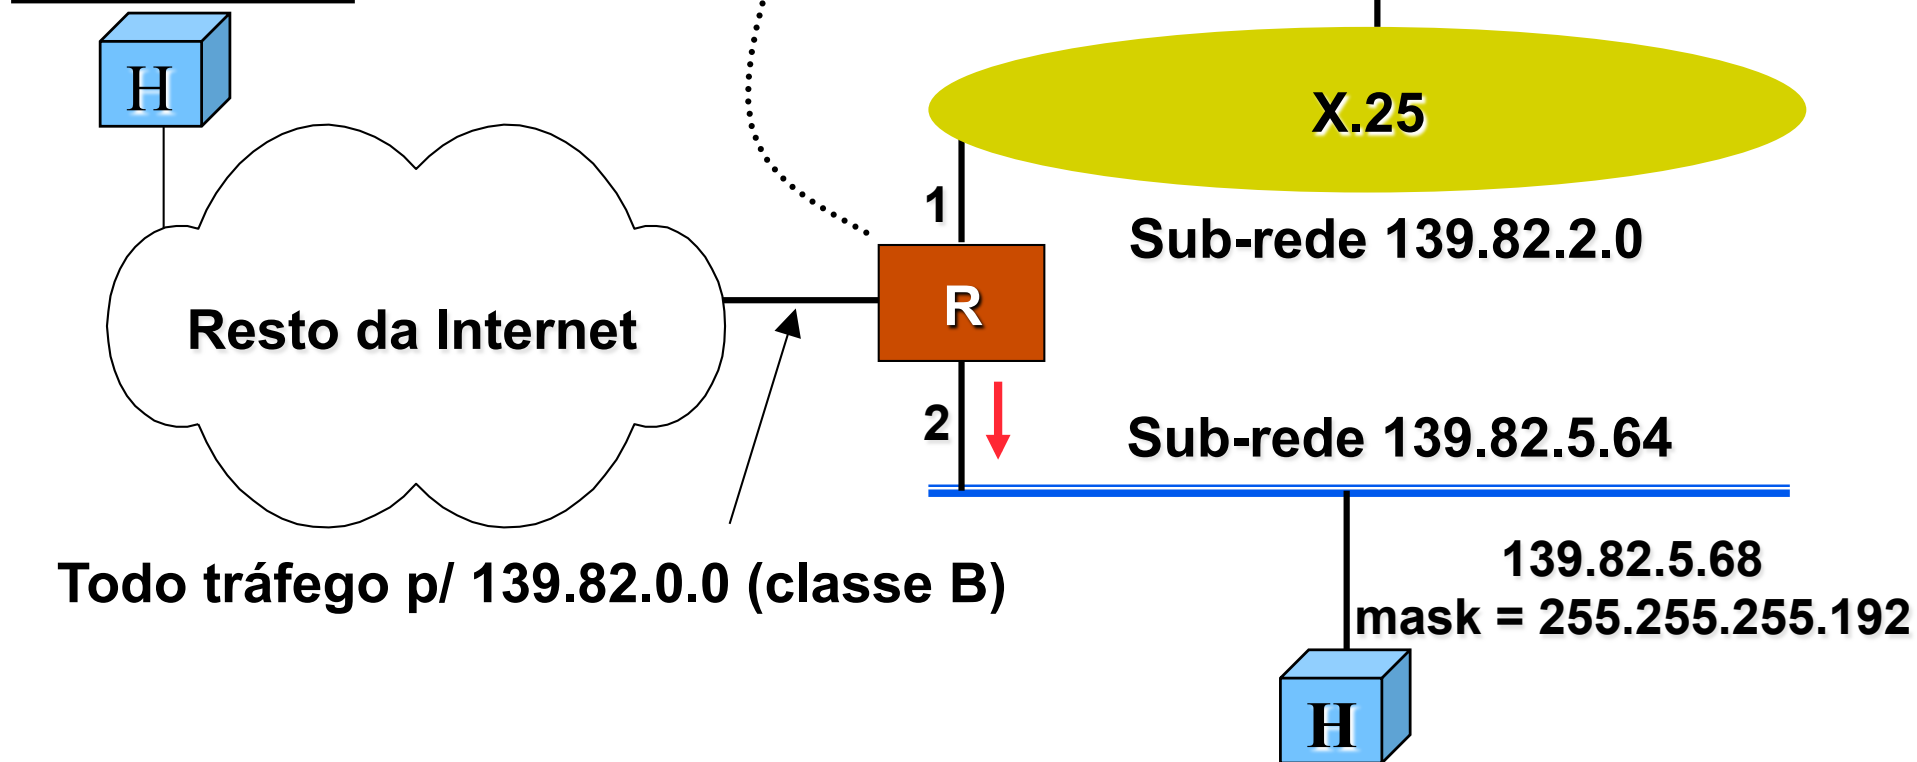 H
X.25
1
Sub-rede 139.82.2.0
R
Resto da Internet
2
Sub-rede 139.82.5.64
139.82.5.68
mask = 255.255.255.192
Todo tráfego p/ 139.82.0.0 (classe B)
H